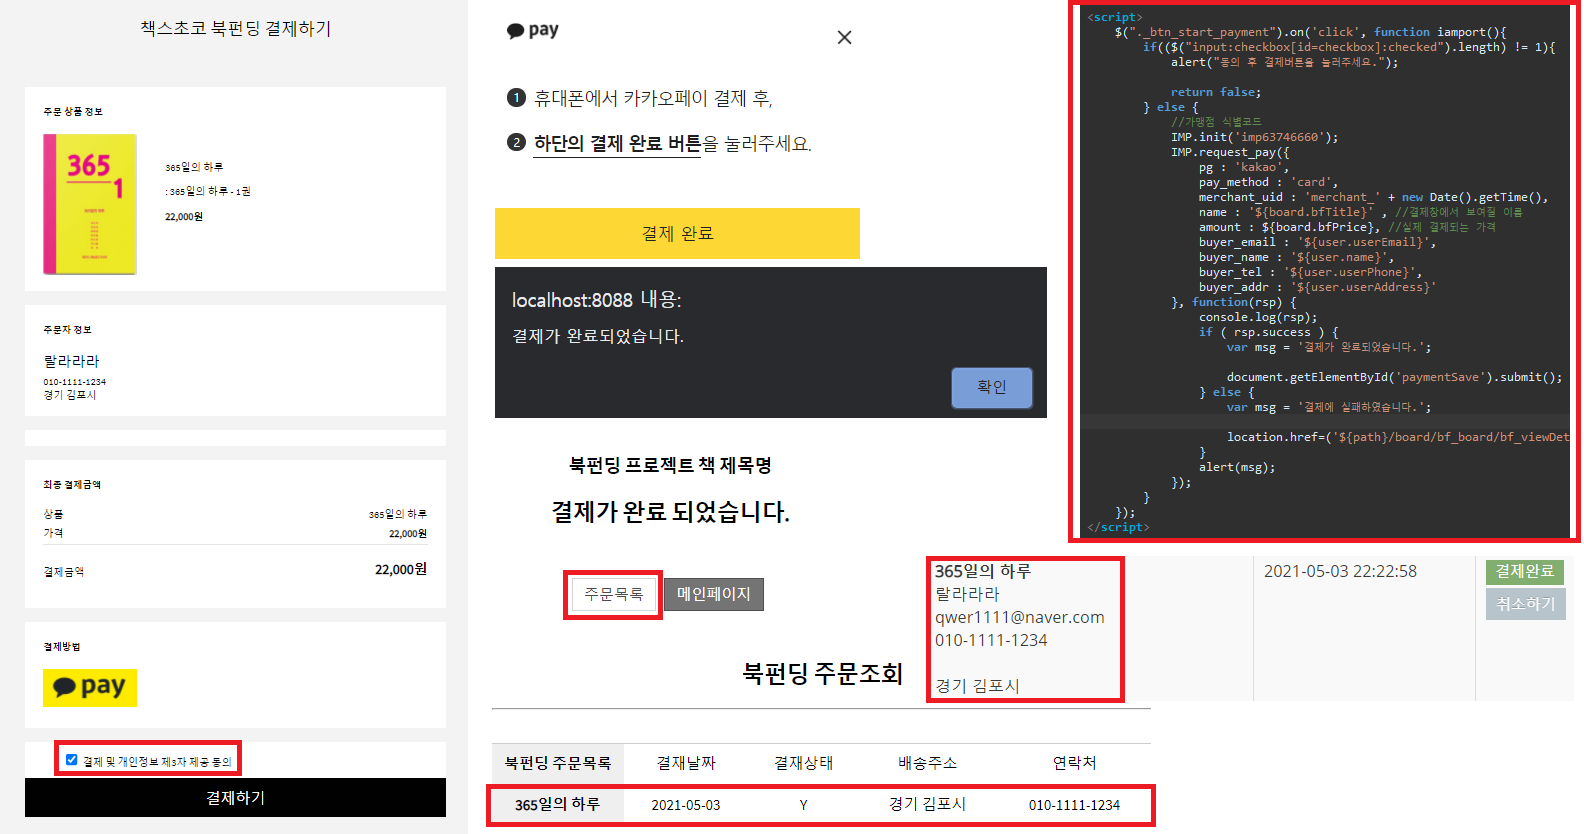 책스초코 북펀딩 결제하기
주문 상품 정보
365
1
365일의 하루
: 365일의 하루 - 1권
22,000원
주문자 정보
랄라라라
010-1111-1234
경기 김포시
최종 결제금액
상품 365일의 하루
가격 22,000원
결제금액 22,000원
결제방법
pay
결제 및 개인정보 제3자 제공 동의
결제하기
pay
1 휴대폰에서 카카오페이 결제 후,
2 하단의 결제 완료 버튼을 눌러주세요.
결제 완료
localhost:8088 내용:
결제가 완료되었습니다.
확인
북펀딩 프로젝트 책 제목명
결제가 완료 되었습니다.
주문목록 메인페이지
<script>
$("._btn_start_payment").on('click', function iamport(){
if(($("input:checkbox[id=checkbox]:checked").length) != 1){
alert("동의 후 결제버튼을 눌러주세요.");
return false;
} else {
//가맹점 식별코드
IMP.init('imp63746660');
IMP.request_pay({
pg : 'kakao',
pay_method : 'card',
merchant_uid : 'merchant_' + new Date().getTime(),
name : '${board.bfTitle}' , //결제창에서 보여질 이름
amount : ${board.bfPrice}, //실제 결제되는 가격
buyer_email : '${user.userEmail}',
buyer_name : '${user.name}',
buyer_tel : '${user.userPhone}',
buyer_addr : '${user.userAddress}'
}, function(rsp) {
console.log(rsp);
if ( rsp.success ) {
var msg = '결제가 완료되었습니다.';
document.getElementById('paymentSave').submit();
} else {
var msg = '결제에 실패하였습니다.';
location.href=('${path}/board/bf_board/bf_viewDet
}
alert(msg);
});
}
});
</script>
365일의 하루 2021-05-03 22:22:58 결제완료
랄라라라 취소하기
qwer1111@naver.com
010-1111-1234
경기 김포시
북펀딩 주문조회
북펀딩 주문목록 결재날짜 결재상태 배송주소 연락처
365일의 하루 2021-05-03 Y 경기 김포시 010-1111-1234